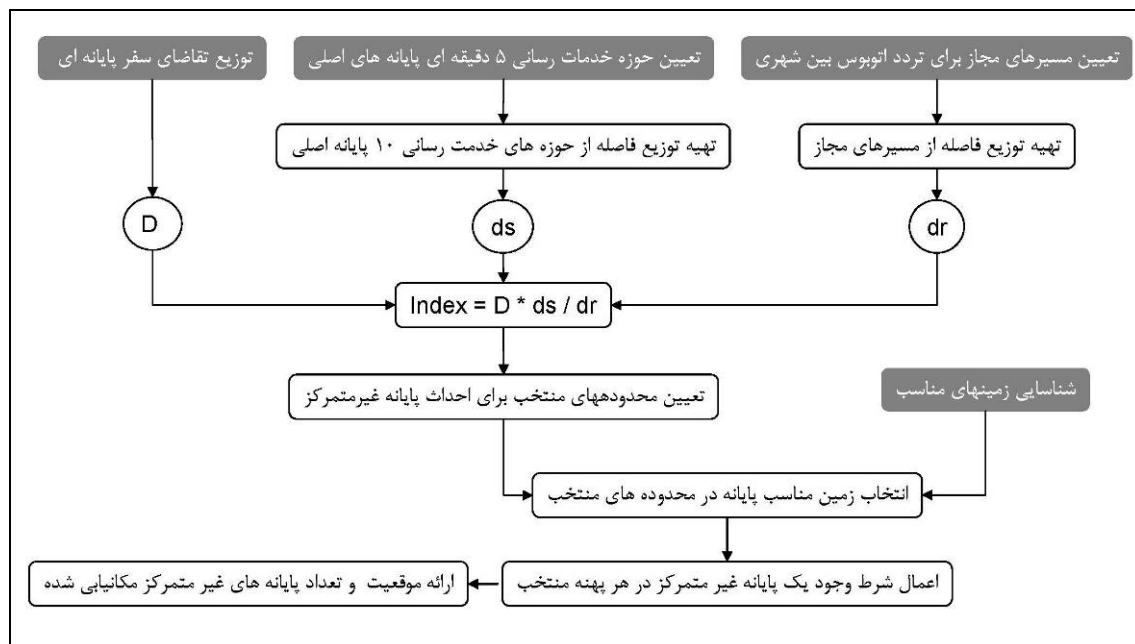 تعیین مسیرهای مجاز برای تردد اتوبوس بین شهری
تعیین حوزه خدمات رسانی ۵ دقیقه ای پایانه های اصلی
توزیع تقاضای سفر پایانه ای
تهیه توزیع فاصله از مسیرهای مجاز
تهیه توزیع فاصله از حوزه های خدمت رسانی ۱۰ پایانه اصلی
dr
ds
D
Index = D * ds / dr
تعیین محدودههای منتخب برای احداث پایانه غیرمتمرکز
شناسایی زمینهای مناسب
انتخاب زمین مناسب پایانه در محدوده های منتخب
اعمال شرط وجود یک پایانه غیر متمرکز در هر پهنه منتخب
ارائه موقعیت و تعداد پایانه های غیر متمرکز مکانیابی شده